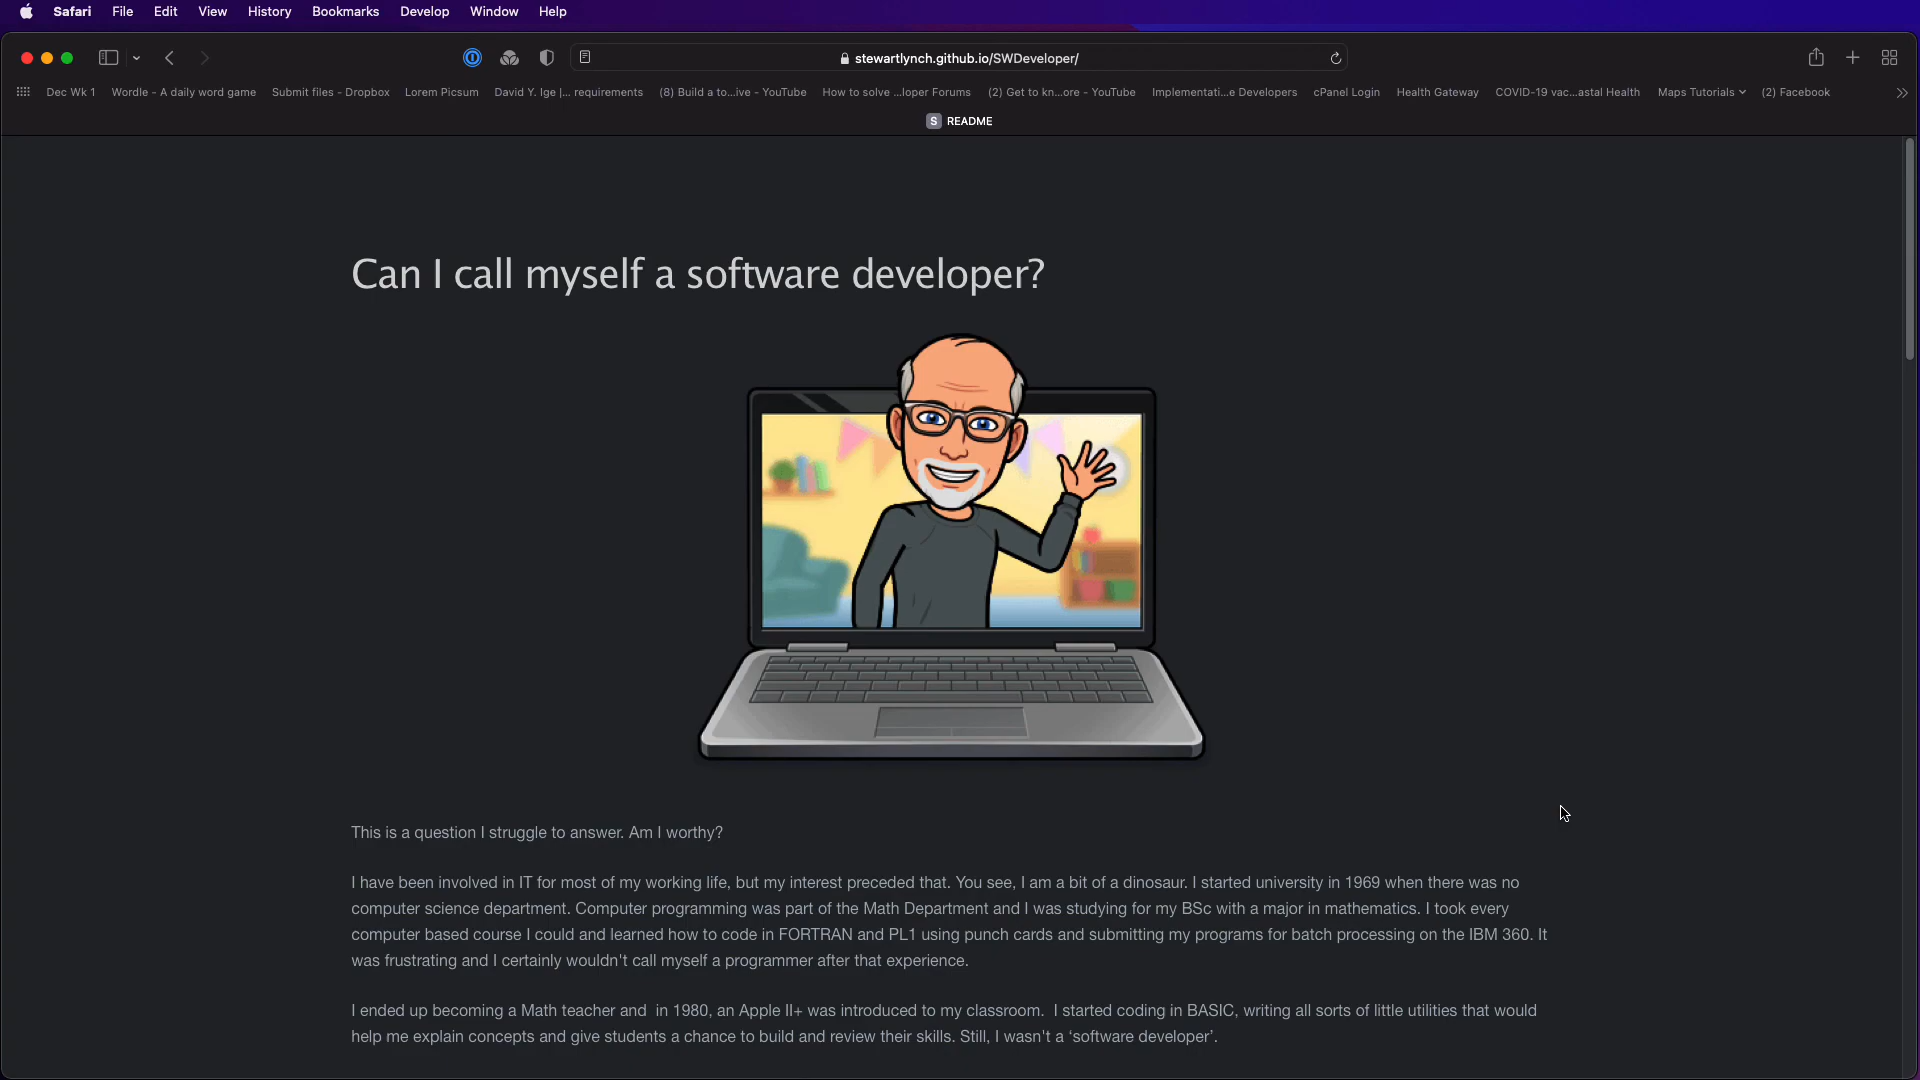 Safari File Edit View History Bookmarks Develop Window Help
stewartlynch.github.io/SWDeveloper/
Dec Wk 1 Wordle - A daily word game Submit files - Dropbox Lorem Picsum David Y. Ige |... requirements (8) Build a to...ive - YouTube How to solve ...loper Forums (2) Get to kn...ore - YouTube Implementati...e Developers cPanel Login Health Gateway COVID-19 vac...astal Health Maps Tutorials (2) Facebook
S README
Can I call myself a software developer?
This is a question I struggle to answer. Am I worthy?
I have been involved in IT for most of my working life, but my interest preceded that. You see, I am a bit of a dinosaur. I started university in 1969 when there was no
computer science department. Computer programming was part of the Math Department and I was studying for my BSc with a major in mathematics. I took every
computer based course I could and learned how to code in FORTRAN and PL1 using punch cards and submitting my programs for batch processing on the IBM 360. It
was frustrating and I certainly wouldn't call myself a programmer after that experience.
I ended up becoming a Math teacher and  in 1980, an Apple II+ was introduced to my classroom.  I started coding in BASIC, writing all sorts of little utilities that would
help me explain concepts and give students a chance to build and review their skills. Still, I wasn't a ‘software developer’.